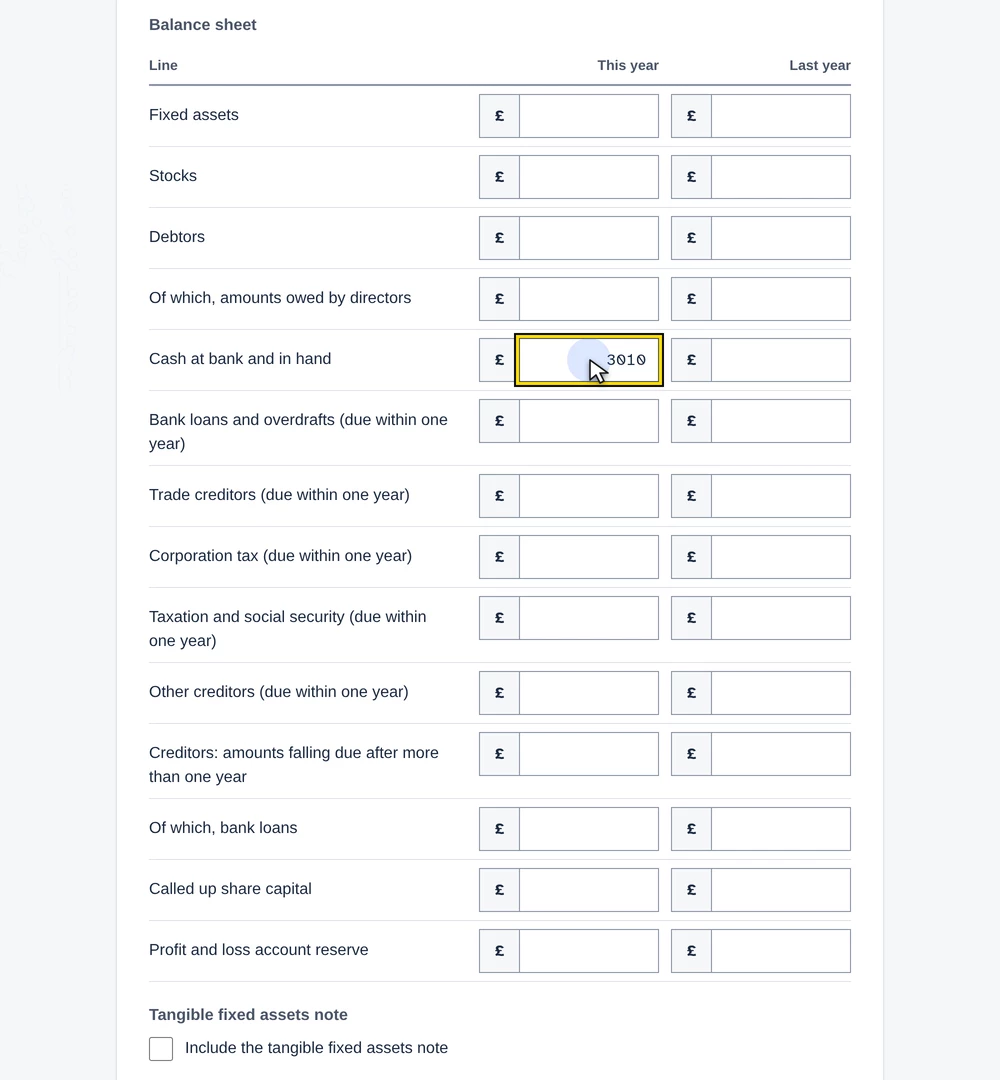 Balance sheet
Line This year Last year
Fixed assets £ £
Stocks £ £
Debtors £ £
Of which, amounts owed by directors £ £
Cash at bank and in hand £ 3010 £
Bank loans and overdrafts (due within one £ £
year)
Trade creditors (due within one year) £ £
Corporation tax (due within one year) £ £
Taxation and social security (due within £ £
one year)
Other creditors (due within one year) £ £
Creditors: amounts falling due after more £ £
than one year
Of which, bank loans £ £
Called up share capital £ £
Profit and loss account reserve £ £
Tangible fixed assets note
Include the tangible fixed assets note